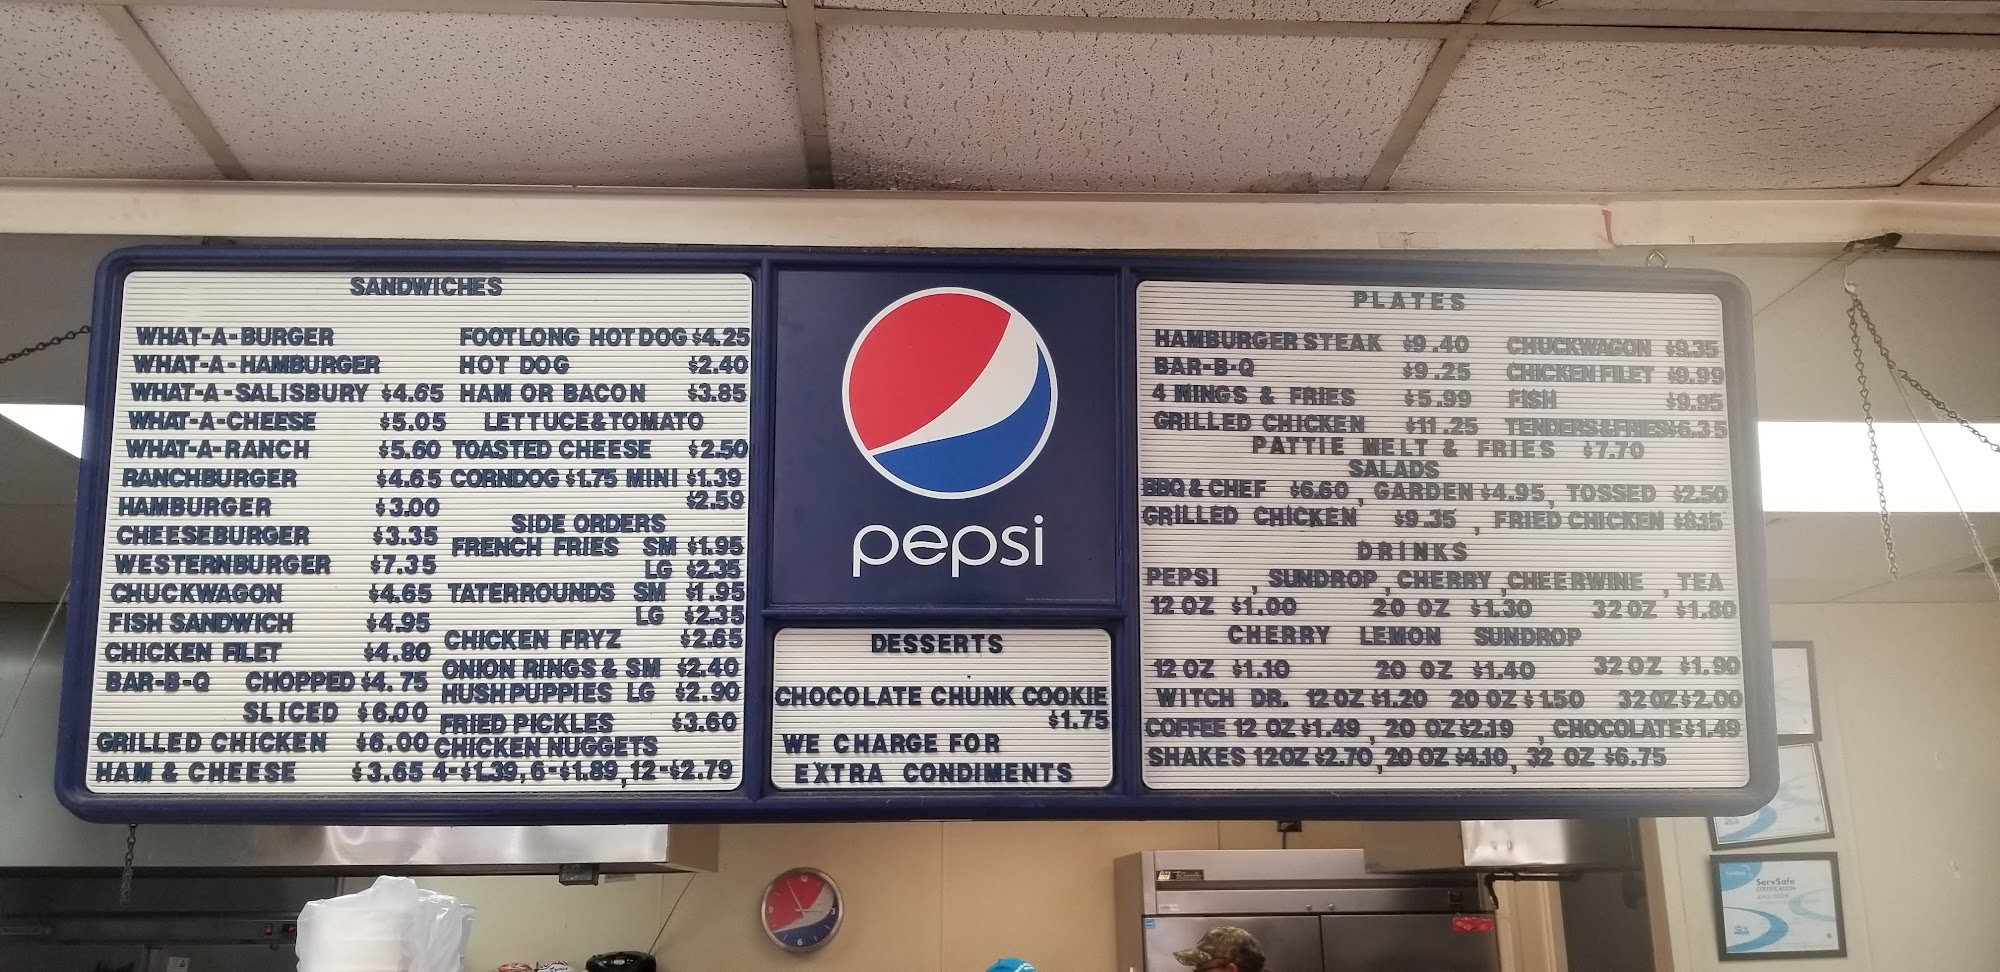 SANDWICHES
WHAT-A-BURGER
WHAT-A-HAMBURGER
WHAT-A-SALISBURY $4.65
WHAT-A-CHEESE $5.05
WHAT-A-RANCH $5.60
RANCHBURGER $4.65
HAMBURGER $3.00
CHEESEBURGER $3.35
WESTERNBURGER $7.35
CHUCKWAGON $4.65
FISH SANDWICH $4.95
CHICKEN FILET $4.80
BAR-B-Q CHOPPED $4.75
SLICED $6.00
GRILLED CHICKEN $6.00
HAM & CHEESE $3.65
FOOTLONG HOT DOG $4.25
HOT DOG $2.40
HAM OR BACON $3.85
LETTUCE&TOMATO
TOASTED CHEESE $2.50
CORNDOG $1.75 MINI $1.39
$2.59
SIDE ORDERS
FRENCH FRIES SM $1.95
LG $2.35
TATERROUNDS SM $1.95
LG $2.35
CHICKEN FRYZ $2.65
ONION RINGS & SM $2.40
HUSHPUPPIES LG $2.90
FRIED PICKLES $3.60
CHICKEN NUGGETS
4-$1.39, 6-$1.89, 12-$2.79
pepsi
DESSERTS
CHOCOLATE CHUNK COOKIE
$1.75
WE CHARGE FOR
EXTRA CONDIMENTS
PLATES
HAMBURGER STEAK $9.40 CHUCKWAGON $9.35
BAR-B-Q $9.25 CHICKEN FILET $9.99
4 WINGS & FRIES $5.99 FISH $9.95
GRILLED CHICKEN $11.25 TENDERS&FRIES$6.35
PATTIE MELT & FRIES $7.70
SALADS
BBQ & CHEF $6.60, GARDEN $4.95, TOSSED $2.50
GRILLED CHICKEN $9.35, FRIED CHICKEN $8.15
DRINKS
PEPSI, SUNDROP, CHERRY, CHEERWINE, TEA
12 OZ $1.00 20 OZ $1.30 32 OZ $1.80
CHERRY LEMON SUNDROP
12 OZ $1.10 20 OZ $1.40 32 OZ $1.90
WITCH DR. 12 OZ $1.20 20 OZ $1.50 32 OZ $2.00
COFFEE 12 OZ $1.49, 20 OZ $2.19, CHOCOLATE $1.49
SHAKES 12OZ $2.70, 20 OZ $4.10, 32 OZ $6.75
ServSafe
CERTIFICATION